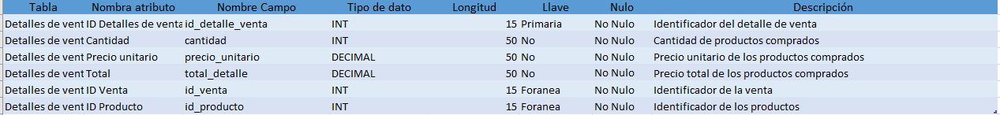 Tabla Nombra atributo Nombre Campo Tipo de dato Longitud Llave Nulo Descripción
Detalles de vent ID Detalles de venta id_detalle_venta INT 15 Primaria No Nulo Identificador del detalle de venta
Detalles de vent Cantidad cantidad INT 50 No No Nulo Cantidad de productos comprados
Detalles de vent Precio unitario precio_unitario DECIMAL 50 No No Nulo Precio unitario de los productos comprados
Detalles de vent Total total_detalle DECIMAL 50 No No Nulo Precio total de los productos comprados
Detalles de vent ID Venta id_venta INT 15 Foranea No Nulo Identificador de la venta
Detalles de vent ID Producto id_producto INT 15 Foranea No Nulo Identificador de los productos